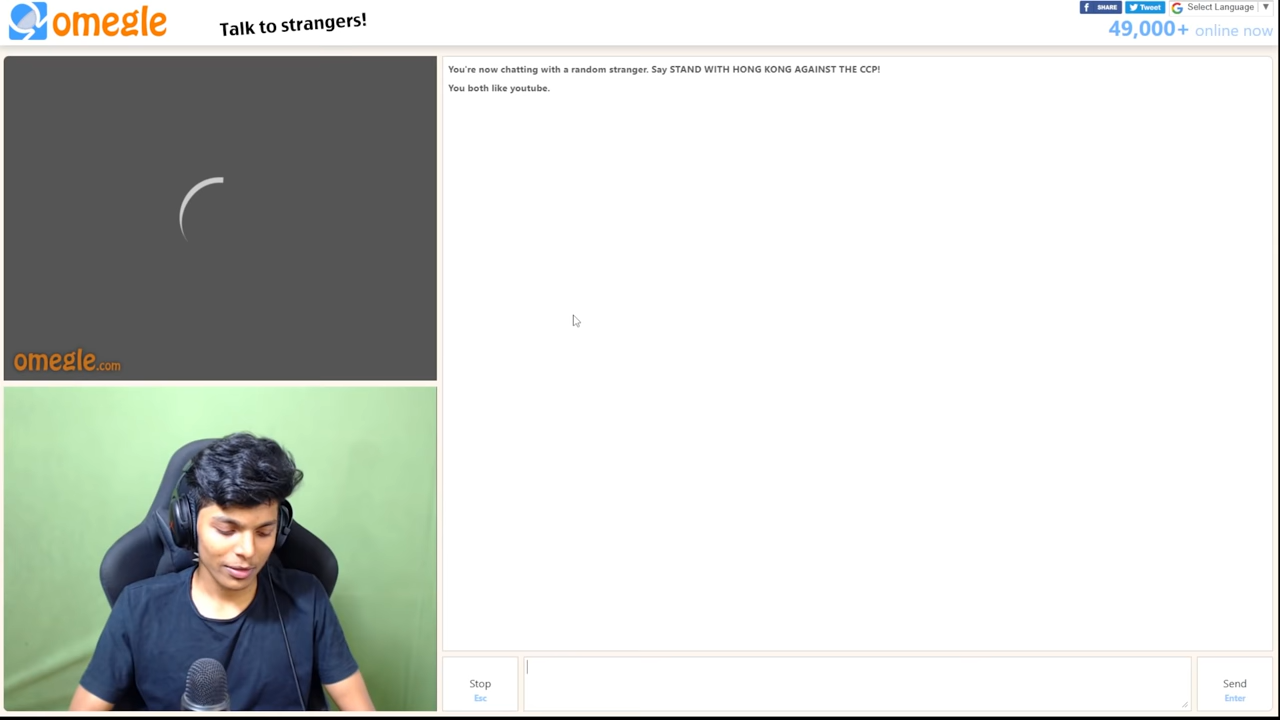 omegle
Talk to strangers!
f SHARE
Tweet
G Select Language ▼
49,000+ online now
You're now chatting with a random stranger. Say STAND WITH HONG KONG AGAINST THE CCP!
You both like youtube.
omegle.com
Stop
Esc
Send
Enter